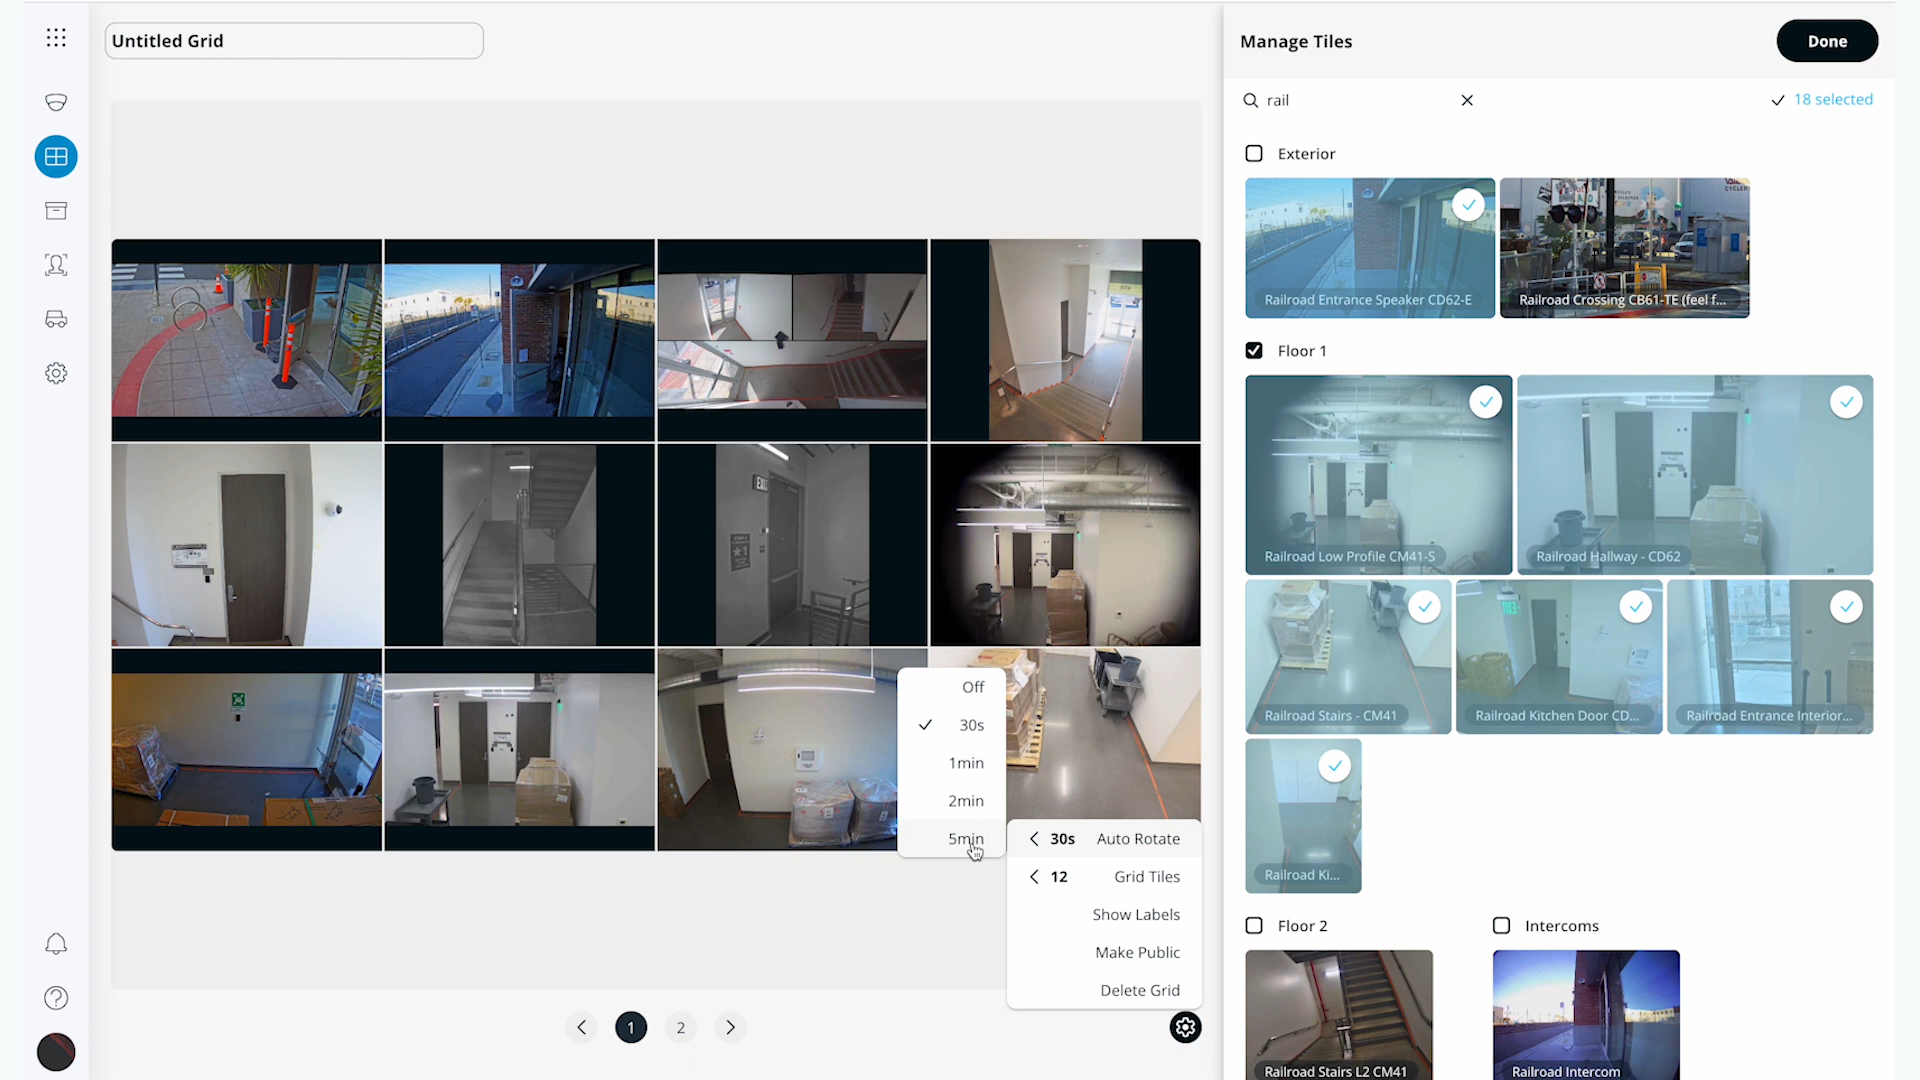 Untitled Grid
Manage Tiles
Done
rail
18 selected
Exterior
Railroad Entrance Speaker CD62-E
Railroad Crossing CB61-TE (feel f...
Floor 1
Railroad Low Profile CM41-S
Railroad Hallway - CD62
Railroad Stairs - CM41
Railroad Kitchen Door CD...
Railroad Entrance Interior...
Railroad Ki...
Floor 2
Intercoms
Railroad Stairs L2 CM41
Railroad Intercom
Off
30s
1min
2min
5min
30s Auto Rotate
12 Grid Tiles
Show Labels
Make Public
Delete Grid
1
2